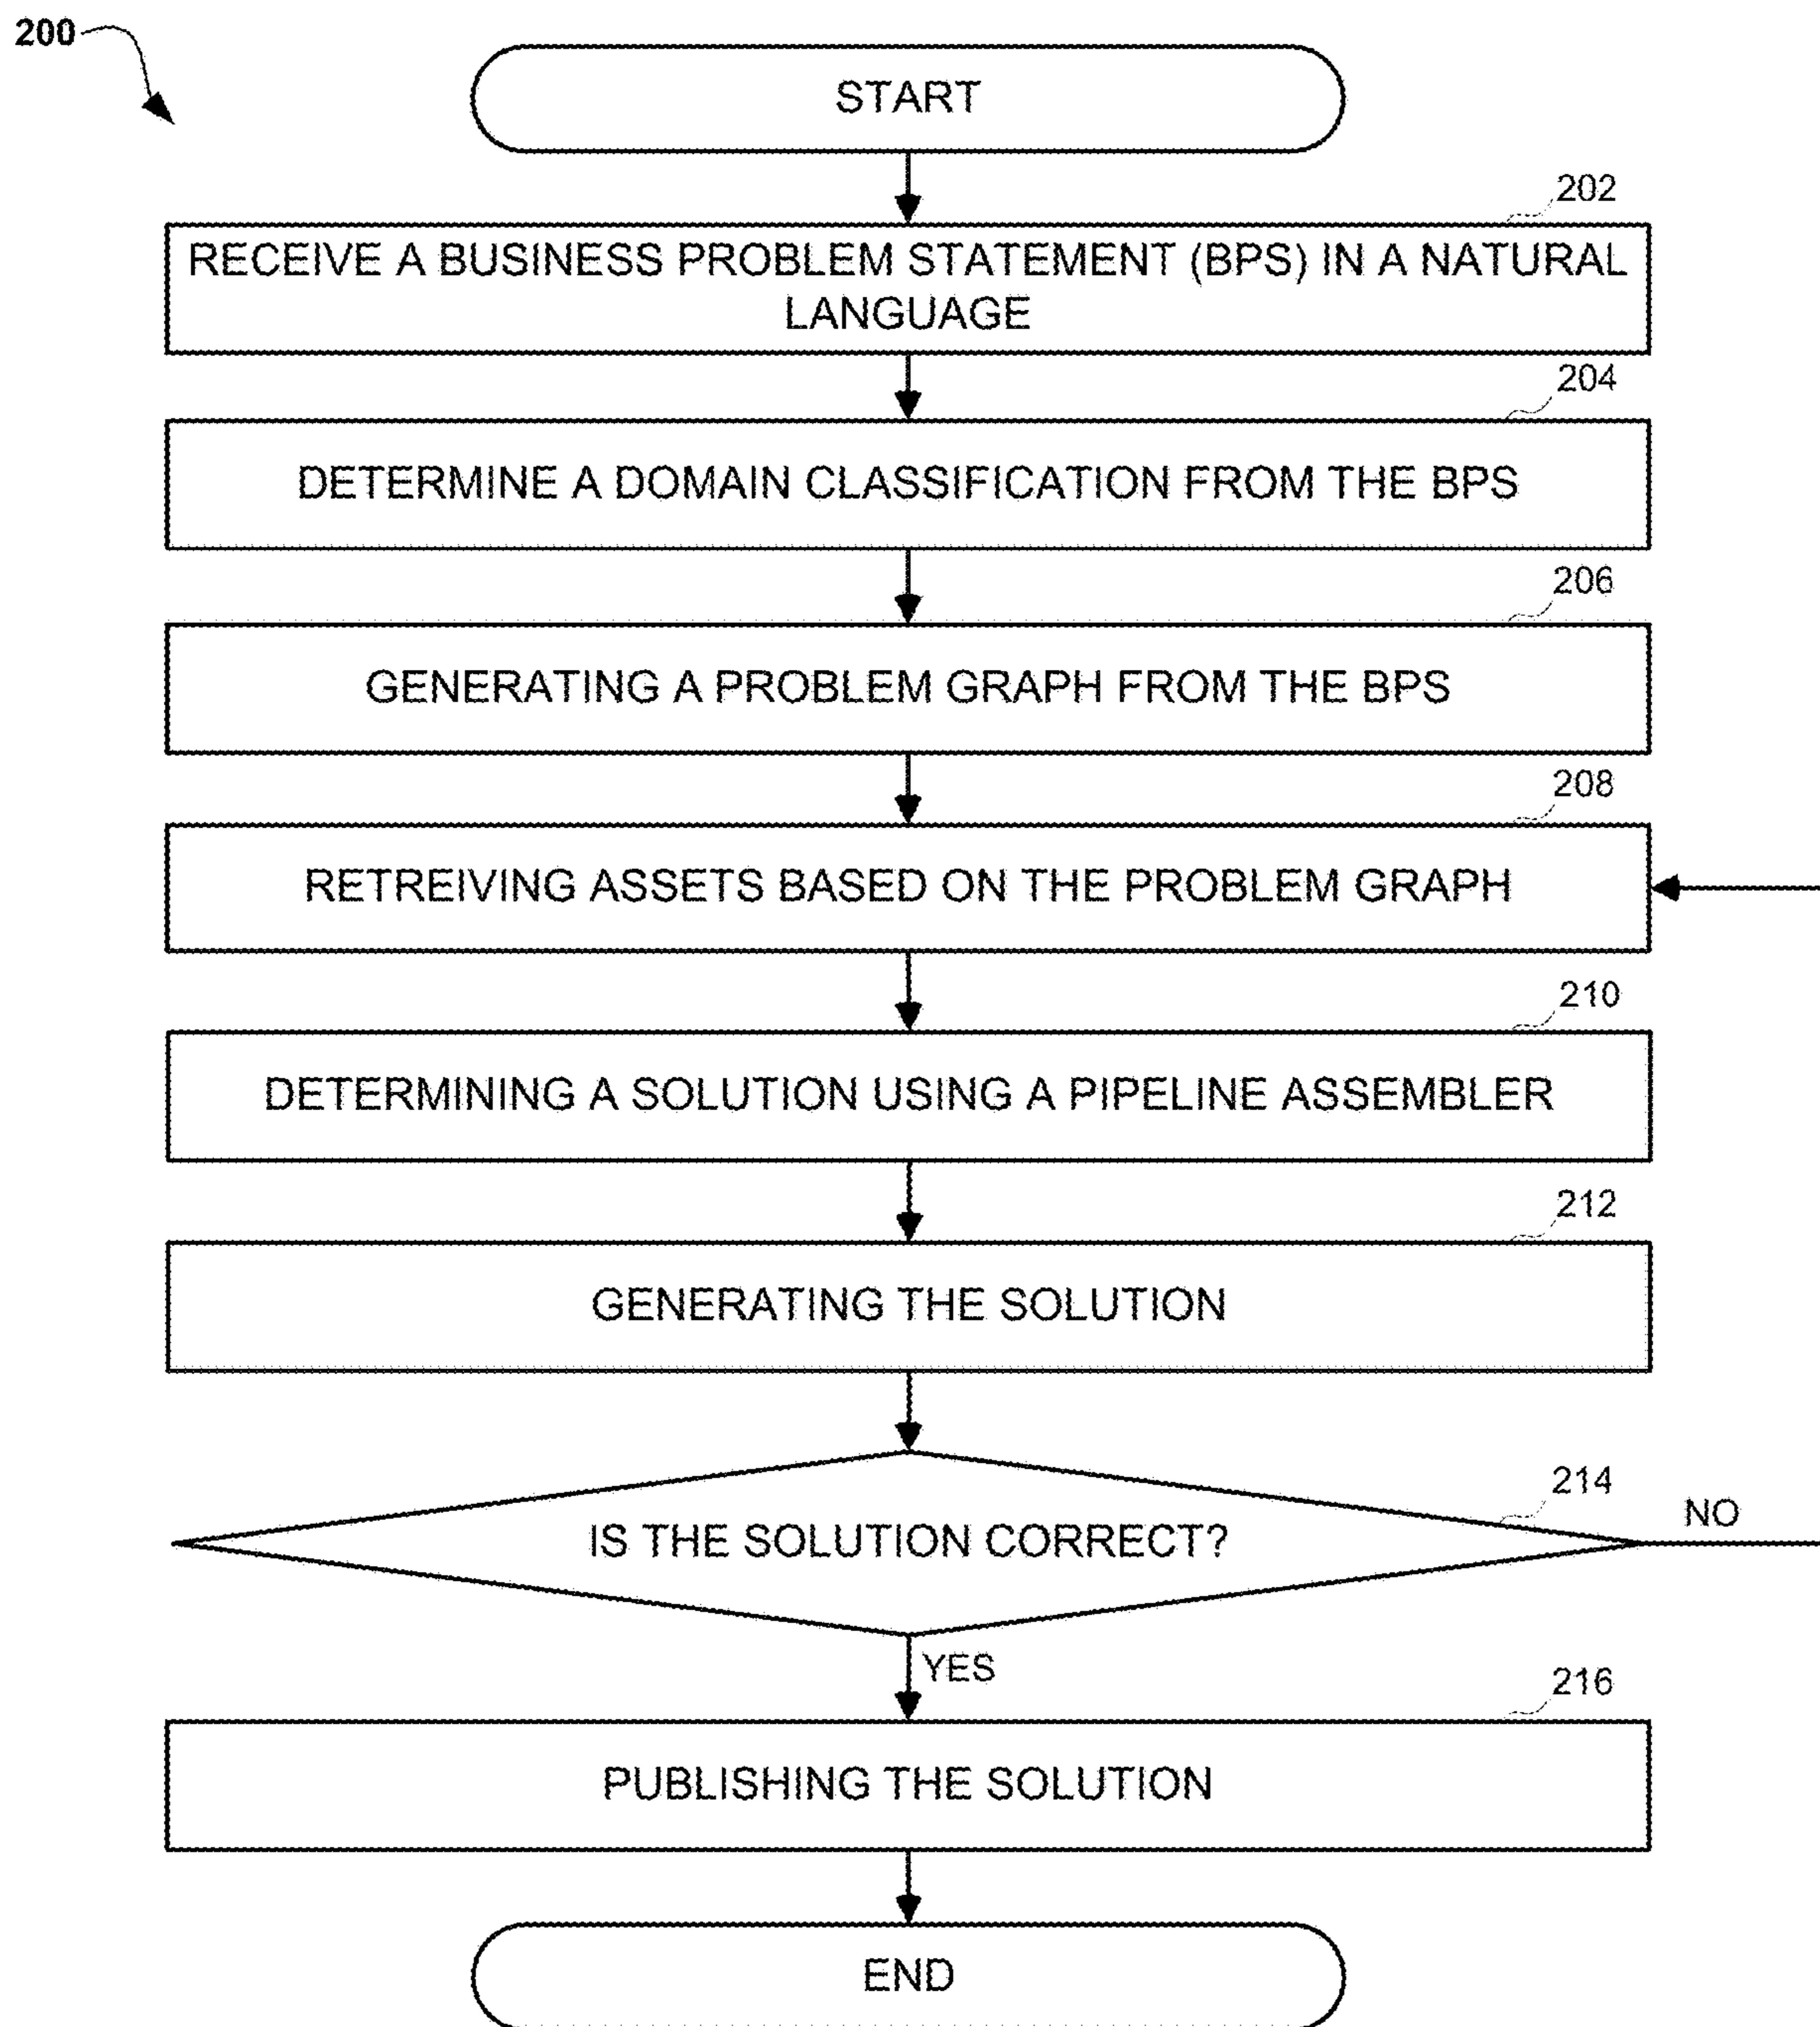 200
START
202
RECEIVE A BUSINESS PROBLEM STATEMENT (BPS) IN A NATURAL
LANGUAGE
204
DETERMINE A DOMAIN CLASSIFICATION FROM THE BPS
206
GENERATING A PROBLEM GRAPH FROM THE BPS
208
RETREIVING ASSETS BASED ON THE PROBLEM GRAPH
210
DETERMINING A SOLUTION USING A PIPELINE ASSEMBLER
212
GENERATING THE SOLUTION
214
NO
IS THE SOLUTION CORRECT?
YES
216
PUBLISHING THE SOLUTION
END